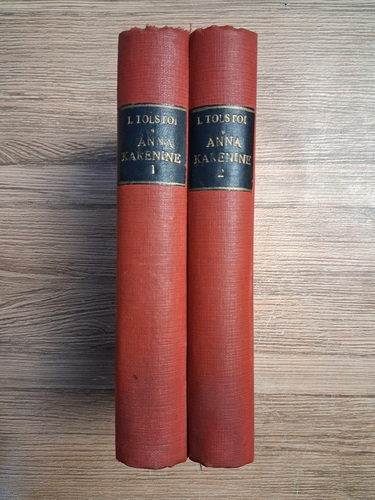 L. TOLSTOI
ANNA
KARENINE
1
L. TOLSTOI
ANNA
KARENINE
2